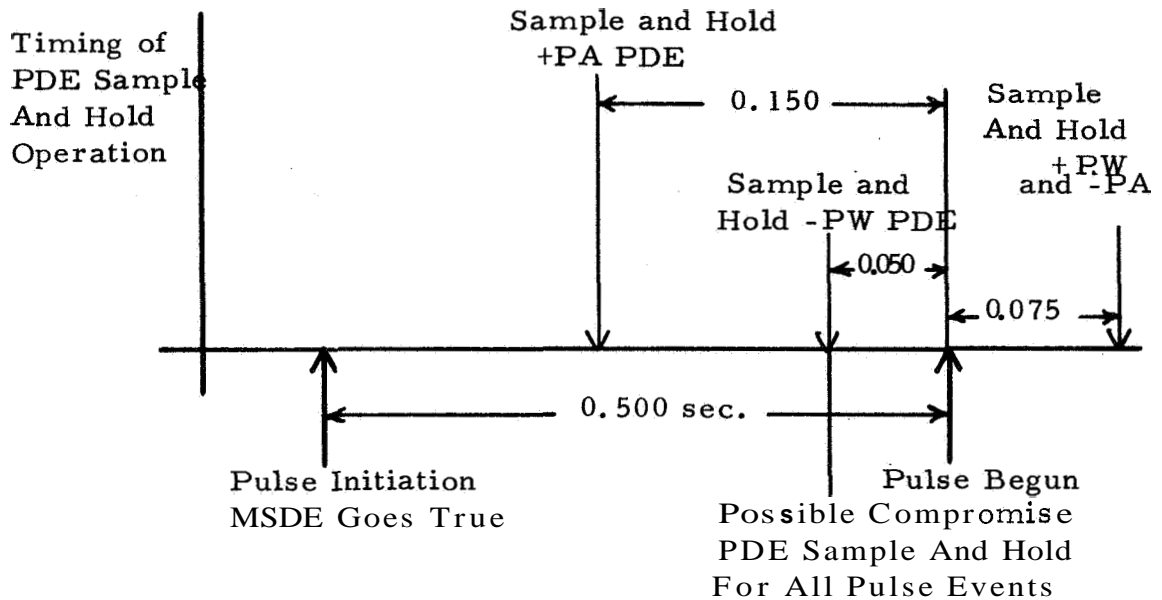 Timing of
PDE Sample
And Hold
Operation
Sample and Hold
+PA PDE
0.150
Sample
And Hold
+PW
and -PA
Sample and
Hold -PW PDE
0.050
0.075
0.500 sec.
Pulse Initiation
MSDE Goes True
Pulse Begun
Possible Compromise
PDE Sample And Hold
For All Pulse Events